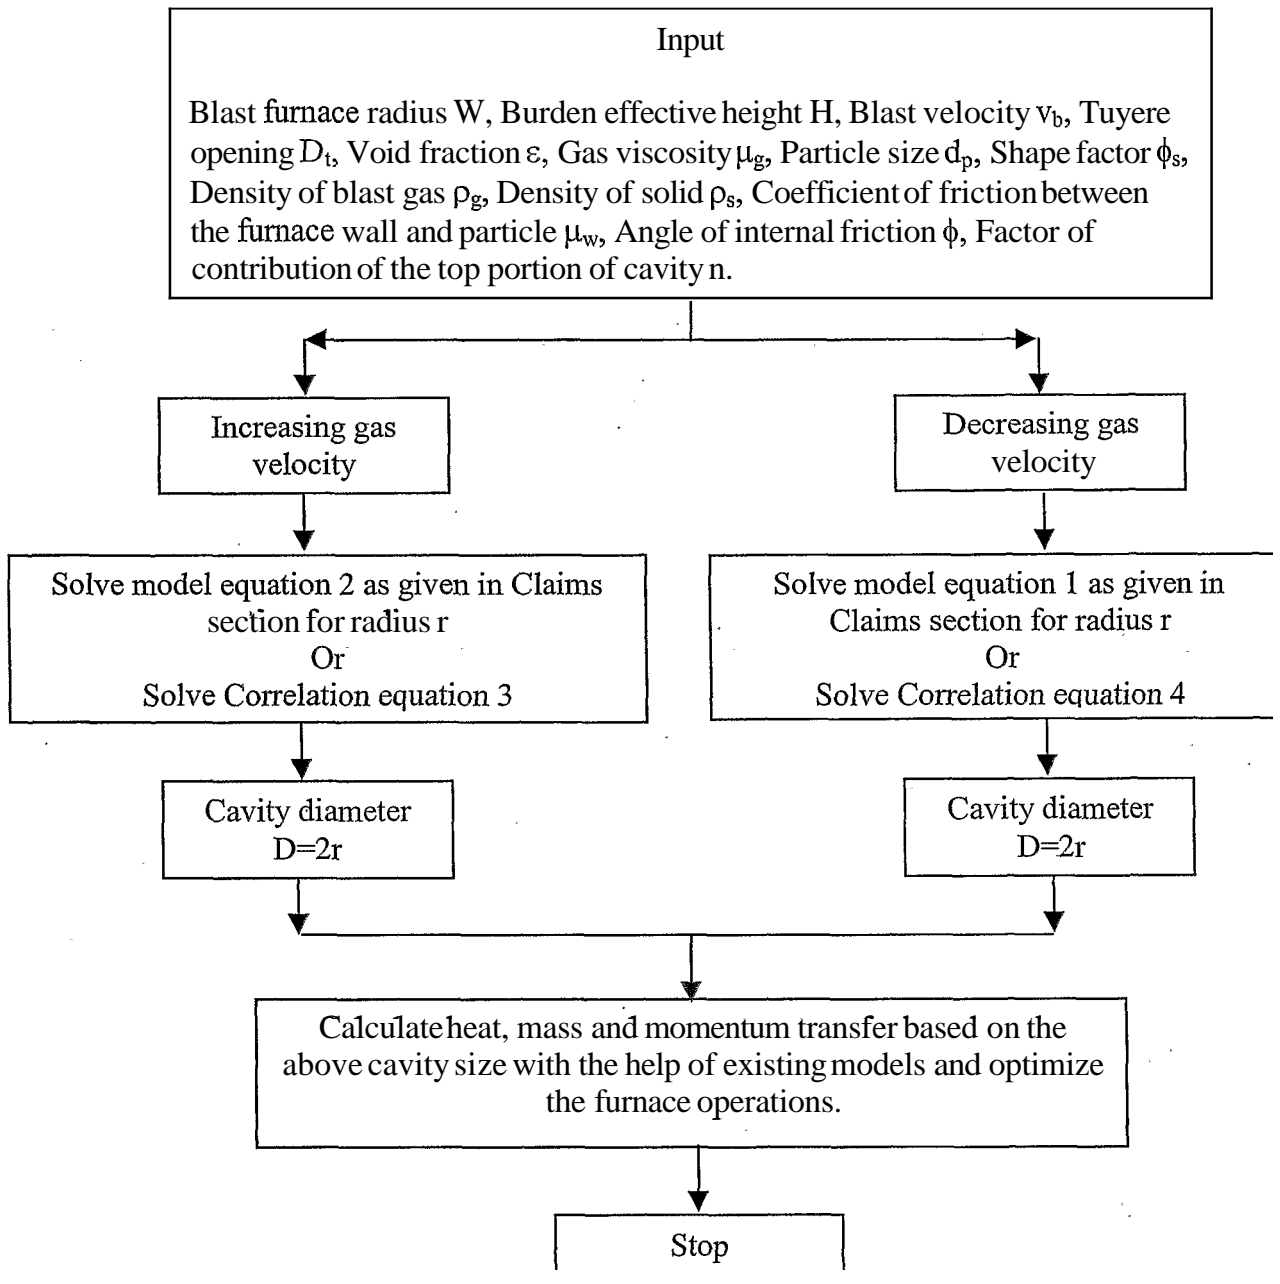 Input
Blast furnace radius W, Burden effective height H, Blast velocity v_b, Tuyere
opening D_t, Void fraction ε, Gas viscosity μ_g, Particle size d_p, Shape factor ϕ_s,
Density of blast gas ρ_g, Density of solid ρ_s, Coefficient of friction between
the furnace wall and particle μ_w, Angle of internal friction ϕ, Factor of
contribution of the top portion of cavity n.
Increasing gas
velocity
Decreasing gas
velocity
Solve model equation 2 as given in Claims
section for radius r
Or
Solve Correlation equation 3
Solve model equation 1 as given in
Claims section for radius r
Or
Solve Correlation equation 4
Cavity diameter
D=2r
Cavity diameter
D=2r
Calculate heat, mass and momentum transfer based on the
above cavity size with the help of existing models and optimize
the furnace operations.
Stop